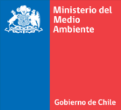 Ministerio del
Medio
Ambiente
Gobierno de Chile